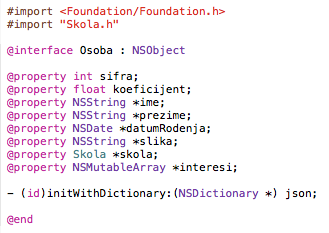 #import <Foundation/Foundation.h>
#import "Skola.h"
@interface Osoba : NSObject
@property int sifra;
@property float koeficijent;
@property NSString *ime;
@property NSString *prezime;
@property NSDate *datumRodenja;
@property NSString *slika;
@property Skola *skola;
@property NSMutableArray *interesi;
- (id)initWithDictionary:(NSDictionary *) json;
@end